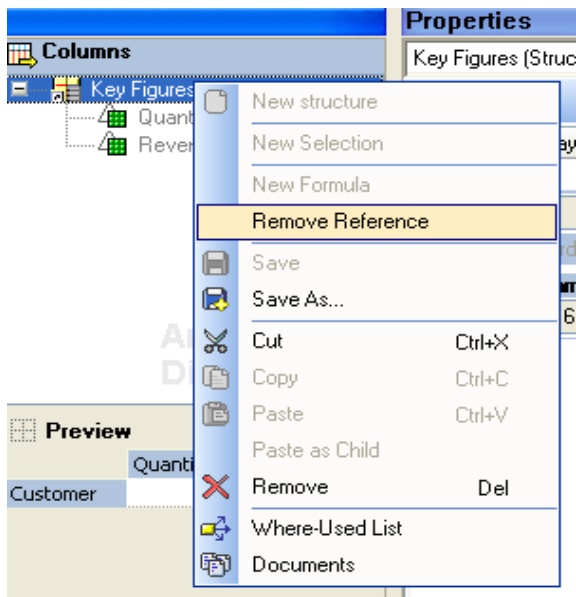 Properties
Columns
Key Figures (Struc
Key Figures
Quant
Rever
New structure
New Selection
ay
New Formula
Remove Reference
Save
Save As...
6
Cut Ctrl+X
Copy Ctrl+C
Paste Ctrl+V
Paste as Child
Remove Del
Where-Used List
Documents
Preview
Quanti
Customer